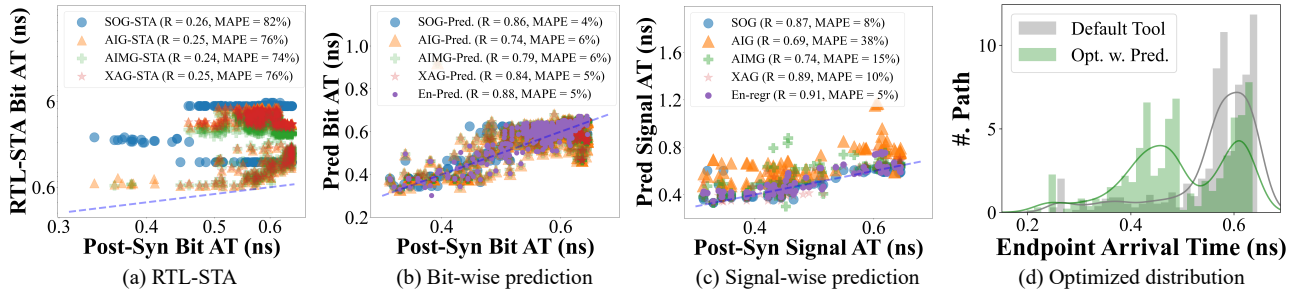 RTL-STA Bit AT (ns)
6
0.6
SOG-STA (R = 0.26, MAPE = 82%)
AIG-STA (R = 0.25, MAPE = 76%)
AIMG-STA (R = 0.24, MAPE = 74%)
XAG-STA (R = 0.25, MAPE = 76%)
0.3 0.4 0.5 0.6
Post-Syn Bit AT (ns)
(a) RTL-STA
Pred Bit AT (ns)
1.0
0.8
0.6
0.4
0.2
SOG-Pred. (R = 0.86, MAPE = 4%)
AIG-Pred. (R = 0.74, MAPE = 6%)
AIMG-Pred. (R = 0.79, MAPE = 6%)
XAG-Pred. (R = 0.84, MAPE = 5%)
En-Pred. (R = 0.88, MAPE = 5%)
0.4 0.6
Post-Syn Bit AT (ns)
(b) Bit-wise prediction
Pred Signal AT (ns)
1.6
1.2
0.8
0.4
SOG (R = 0.87, MAPE = 8%)
AIG (R = 0.69, MAPE = 38%)
AIMG (R = 0.74, MAPE = 15%)
XAG (R = 0.89, MAPE = 10%)
En-regr (R = 0.91, MAPE = 5%)
0.4 0.6
Post-Syn Signal AT (ns)
(c) Signal-wise prediction
#. Path
10
5
0
Default Tool
Opt. w. Pred.
0.2 0.4 0.6
Endpoint Arrival Time (ns)
(d) Optimized distribution